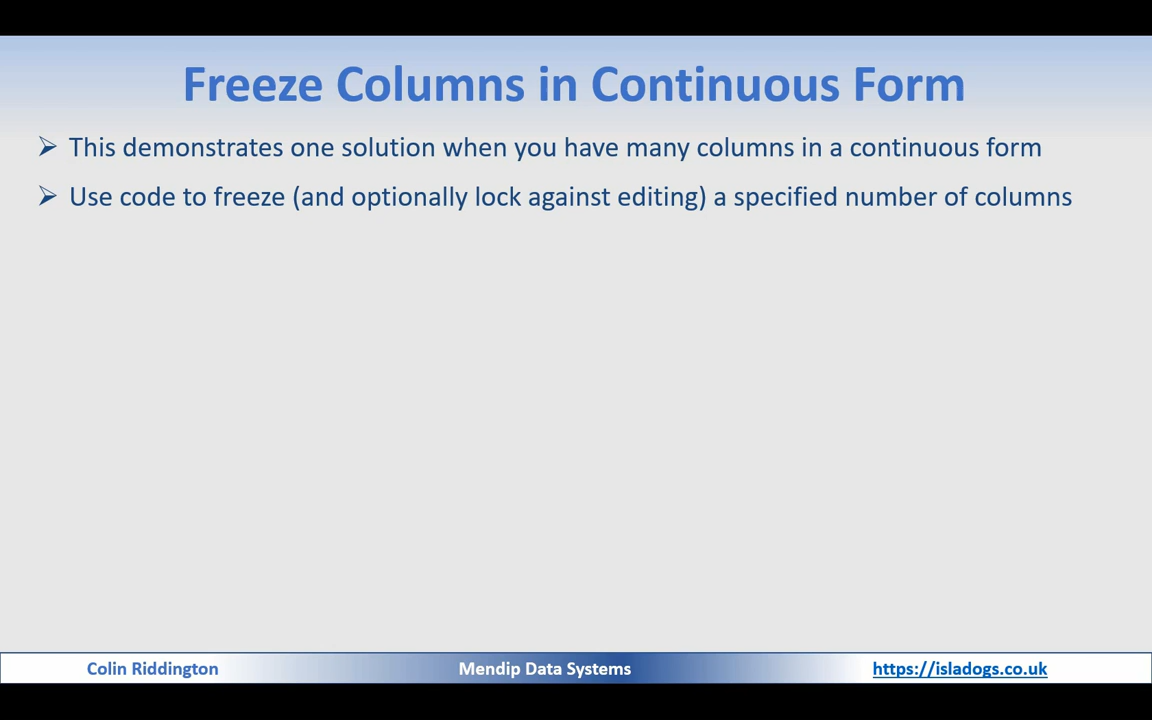 Freeze Columns in Continuous Form
This demonstrates one solution when you have many columns in a continuous form
Use code to freeze (and optionally lock against editing) a specified number of columns
Colin Riddington
Mendip Data Systems
https://isladogs.co.uk